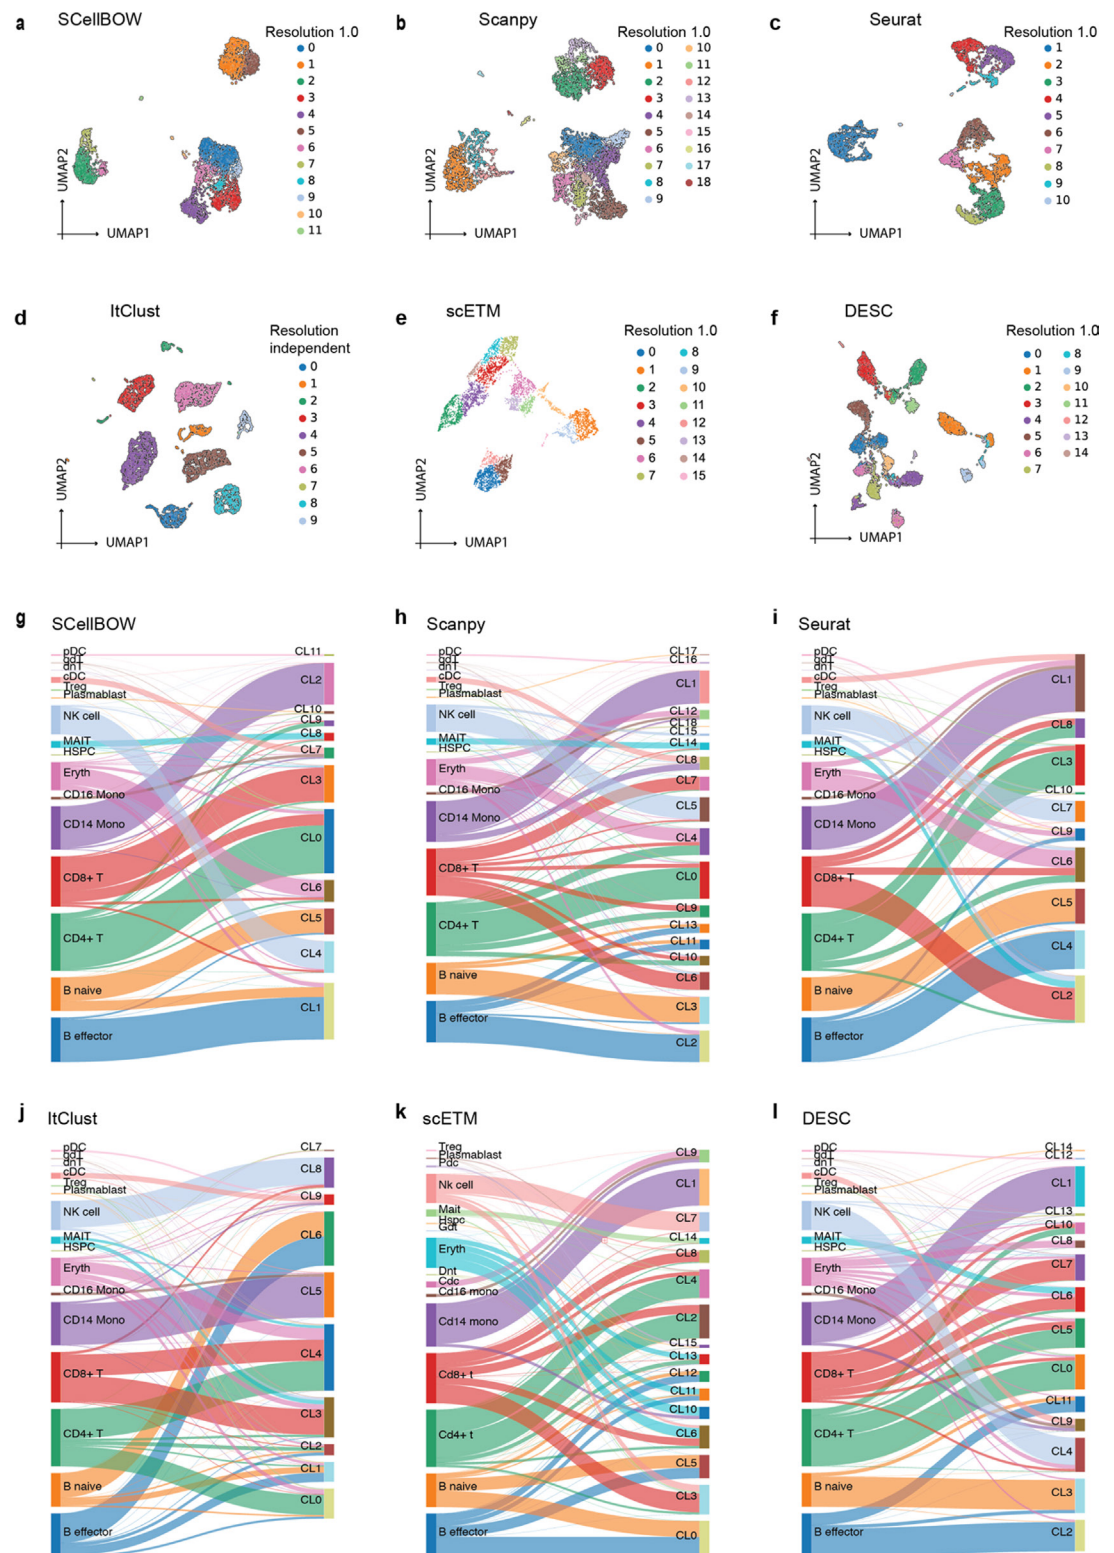 a SCellBOW
Resolution 1.0
0
1
2
3
4
5
6
7
8
9
10
11
UMAP2
UMAP1
b Scanpy
Resolution 1.0
0 10
1 11
2 12
3 13
4 14
5 15
6 16
7 17
8 18
9
UMAP2
UMAP1
c Seurat
Resolution 1.0
1
2
3
4
5
6
7
8
9
10
UMAP2
UMAP1
d ItClust
Resolution
independent
0
1
2
3
4
5
6
7
8
9
UMAP2
UMAP1
e scETM
Resolution 1.0
0 8
1 9
2 10
3 11
4 12
5 13
6 14
7 15
UMAP2
UMAP1
f DESC
Resolution 1.0
0 8
1 9
2 10
3 11
4 12
5 13
6 14
7
UMAP2
UMAP1
g SCellBOW
pDC
gdT
dnT
cDC
Treg
Plasmablast
NK cell
MAIT
HSPC
Eryth
CD16 Mono
CD14 Mono
CD8+ T
CD4+ T
B naive
B effector
CL11
CL2
CL10
CL9
CL8
CL7
CL3
CL0
CL6
CL5
CL4
CL1
h Scanpy
pDC
gdT
dnT
cDC
Treg
Plasmablast
NK cell
MAIT
HSPC
Eryth
CD16 Mono
CD14 Mono
CD8+ T
CD4+ T
B naive
B effector
CL17
CL16
CL1
CL12
CL18
CL15
CL14
CL8
CL7
CL5
CL4
CL0
CL9
CL13
CL11
CL10
CL6
CL3
CL2
i Seurat
pDC
gdT
dnT
cDC
Treg
Plasmablast
NK cell
MAIT
HSPC
Eryth
CD16 Mono
CD14 Mono
CD8+ T
CD4+ T
B naive
B effector
CL1
CL8
CL3
CL10
CL7
CL9
CL6
CL5
CL4
CL2
j ItClust
pDC
gdT
dnT
cDC
Treg
Plasmablast
NK cell
MAIT
HSPC
Eryth
CD16 Mono
CD14 Mono
CD8+ T
CD4+ T
B naive
B effector
CL7
CL8
CL9
CL6
CL5
CL4
CL3
CL2
CL1
CL0
k scETM
Treg
Plasmablast
Pdc
Nk cell
Mait
Hspc
Gdt
Eryth
Dnt
Cdc
Cd16 mono
Cd14 mono
Cd8+ t
Cd4+ t
B naive
B effector
CL9
CL1
CL7
CL14
CL8
CL4
CL2
CL15
CL13
CL12
CL11
CL10
CL6
CL5
CL3
CL0
l DESC
pDC
gdT
dnT
cDC
Treg
Plasmablast
NK cell
MAIT
HSPC
Eryth
CD16 Mono
CD14 Mono
CD8+ T
CD4+ T
B naive
B effector
CL14
CL12
CL1
CL13
CL10
CL8
CL7
CL6
CL5
CL0
CL11
CL9
CL4
CL3
CL2